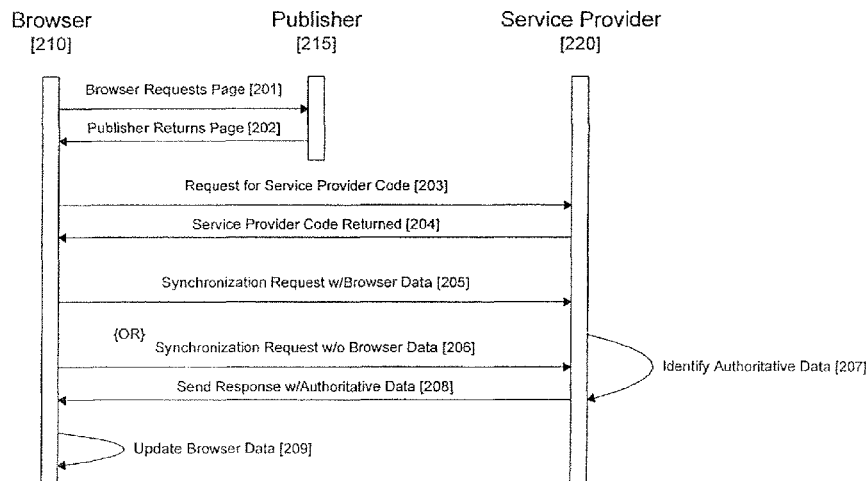 Browser
[210]
Publisher
[215]
Service Provider
[220]
Browser Requests Page [201]
Publisher Returns Page [202]
Request for Service Provider Code [203]
Service Provider Code Returned [204]
Synchronization Request w/Browser Data [205]
{OR}
Synchronization Request w/o Browser Data [206]
Identify Authoritative Data [207]
Send Response w/Authoritative Data [208]
Update Browser Data [209]